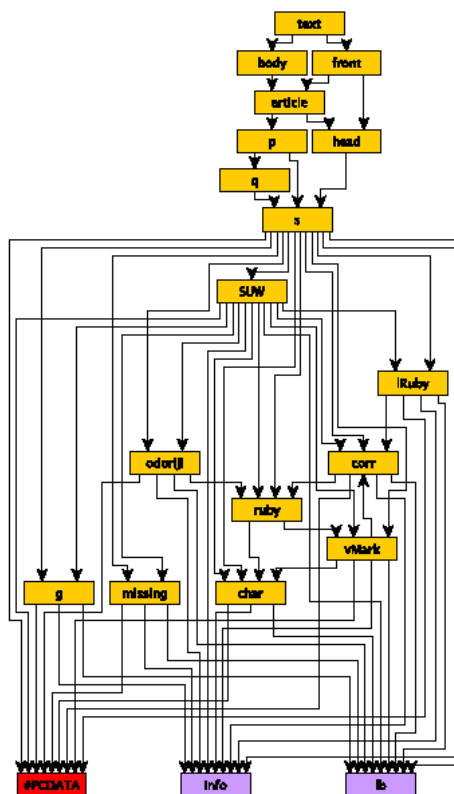 text
body front
article
p head
q
s
SUW
lRuby
odoriji corr
ruby
vMark
g missing char
#PCDATA info lb